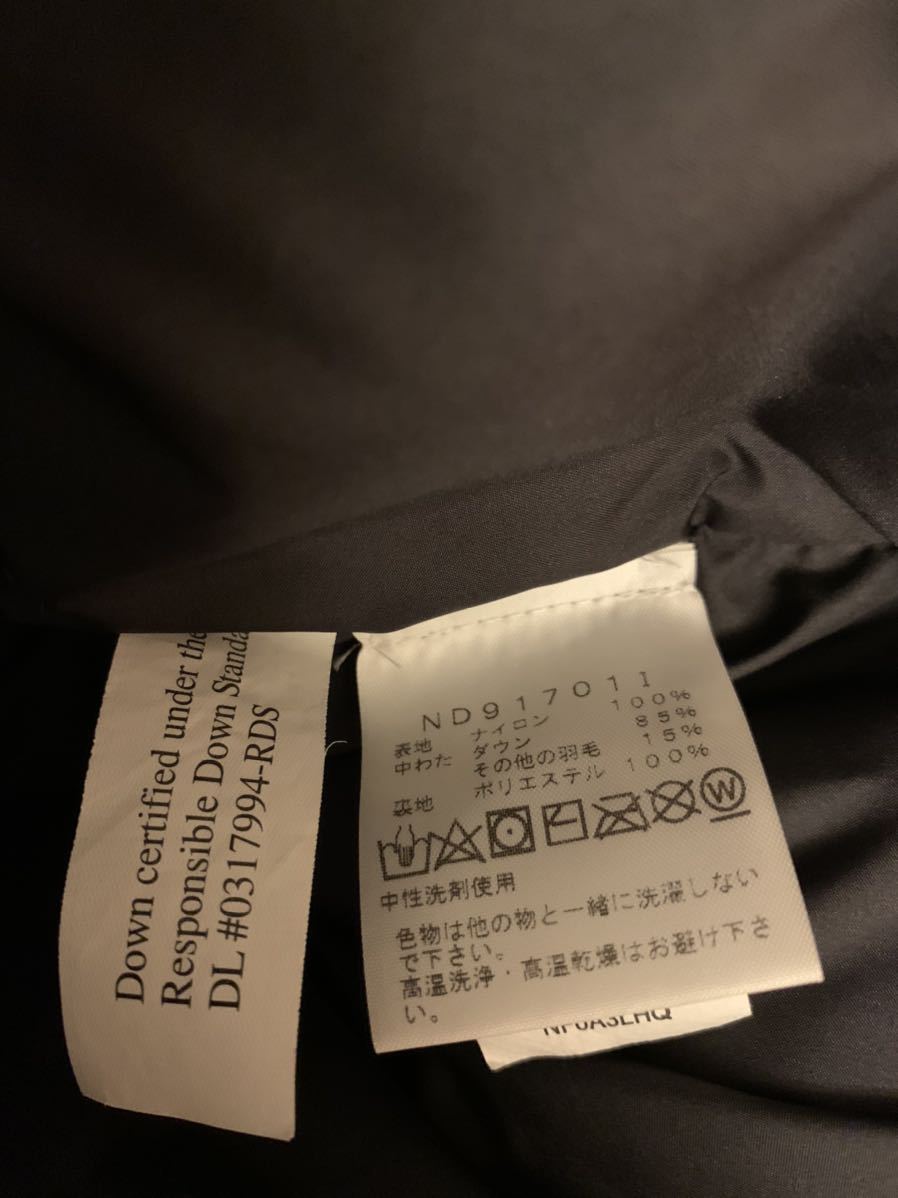 Down certified under the
Responsible Down Standa
DL #0317994-RDS
ND91701I
表地 ナイロン 100%
中わた ダウン 85%
その他の羽毛 15%
裏地 ポリエステル 100%
W
中性洗剤使用
色物は他の物と一緒に洗濯しない
で下さい。
高温洗浄・高温乾燥はお避け下さ
い。
NF0A3LHQ